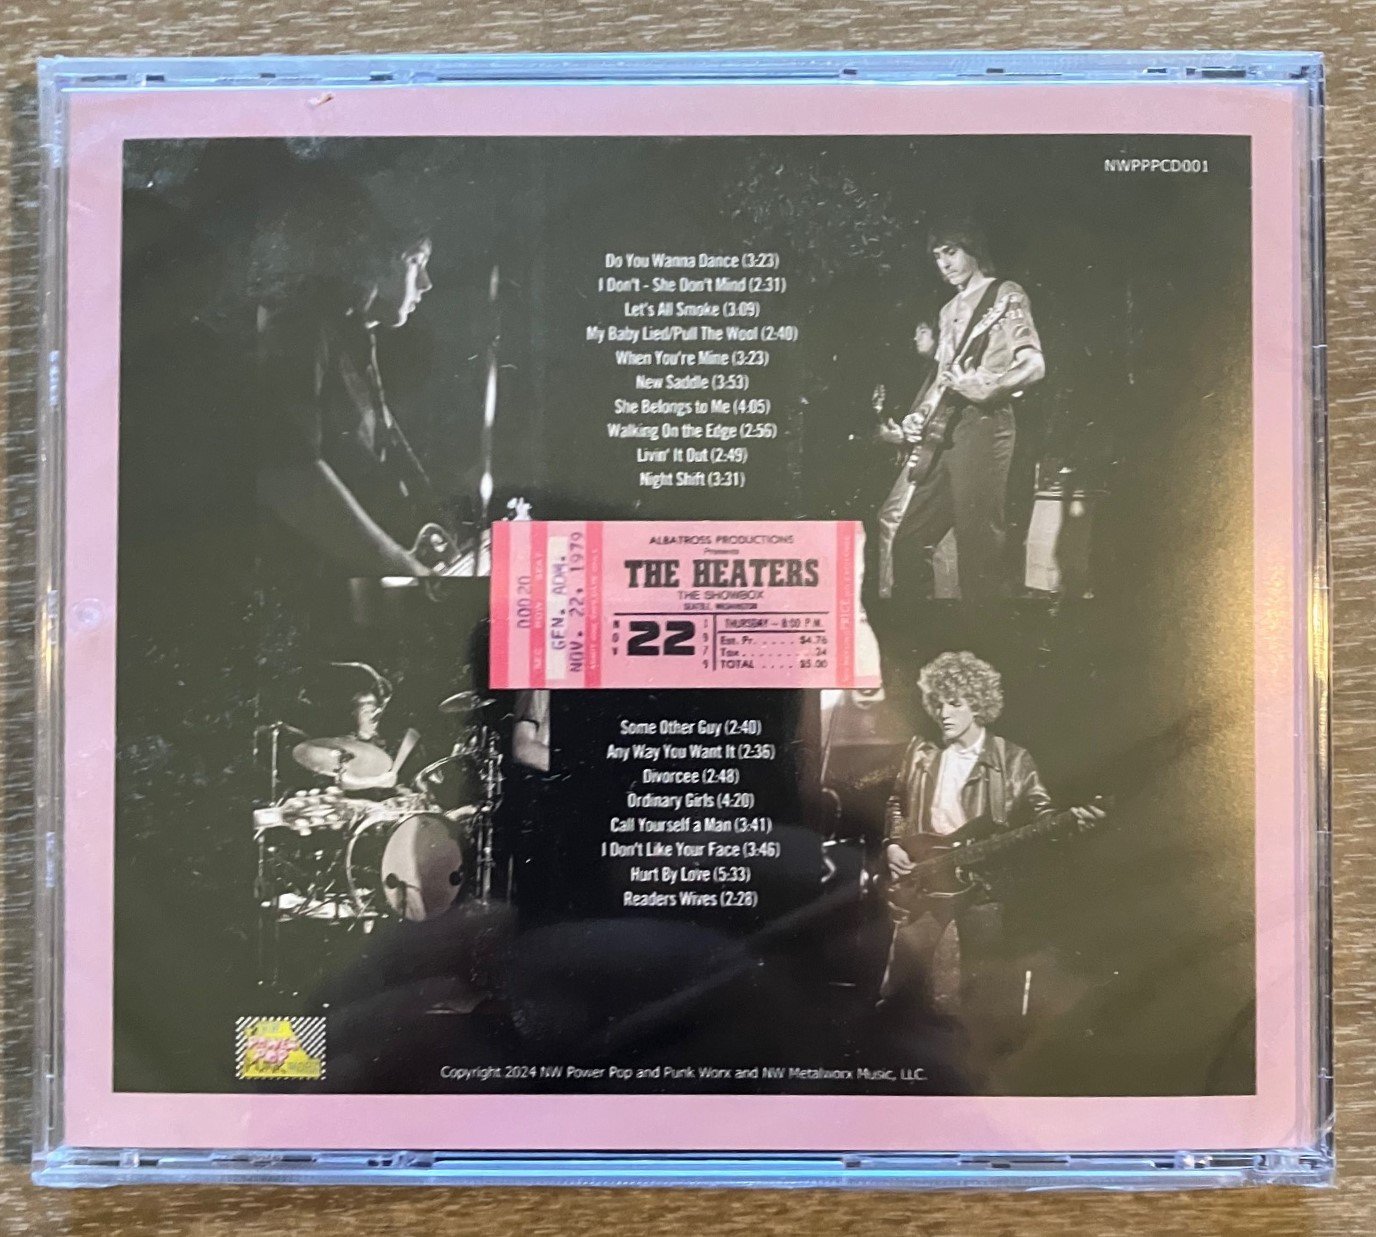 NWPPPCD001
Do You Wanna Dance (3:23)
I Don't - She Don't Mind (2:31)
Let's All Smoke (3:09)
My Baby Lied/Pull The Wool (2:40)
When You're Mine (3:23)
New Saddle (3:53)
She Belongs to Me (4:05)
Walking On the Edge (2:56)
Livin' It Out (2:49)
Night Shift (3:31)
00020
SEC ROW SEAT
GEN. ADM.
NOV. 22, 1979
ALBATROSS PRODUCTIONS
Presents
THE HEATERS
THE SHOWBOX
SEATTLE, WASHINGTON
NOV 22 1979
THURSDAY - 8:00 P.M.
Est. Pr. . . . . . $4.76
Tax . . . . . . . . .24
TOTAL . . . . $5.00
Some Other Guy (2:40)
Any Way You Want It (2:36)
Divorcee (2:48)
Ordinary Girls (4:20)
Call Yourself a Man (3:41)
I Don't Like Your Face (3:46)
Hurt By Love (5:33)
Readers Wives (2:28)
POWER
POP
Copyright 2024 NW Power Pop and Punk Worx and NW Metalworx Music, LLC.